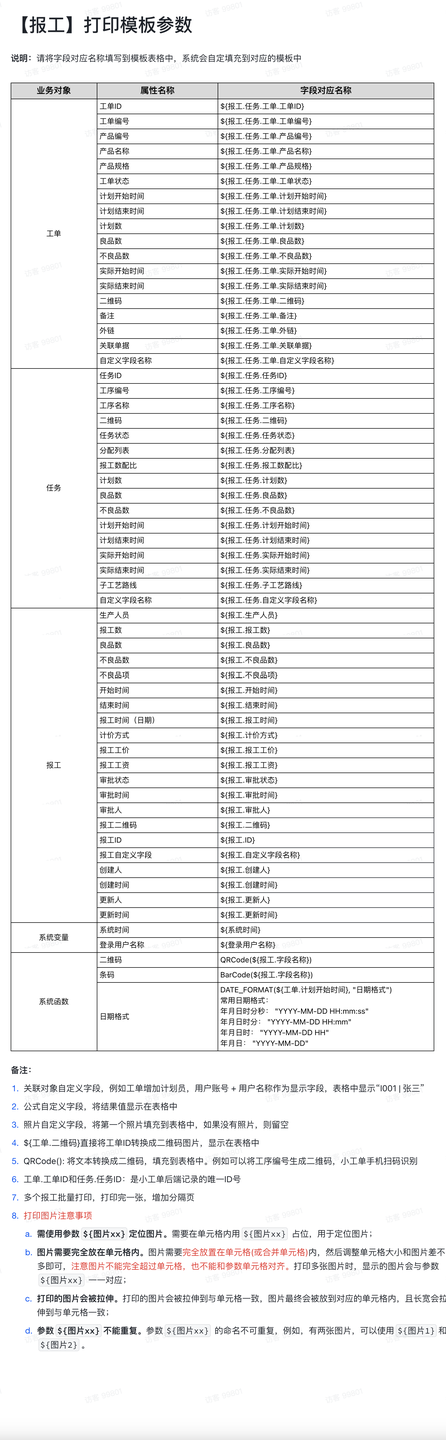 【报工】打印模板参数
说明：请将字段对应名称填写到模板表格中，系统会自定填充到对应的模板中
业务对象 属性名称 字段对应名称
工单
工单ID ${报工.任务.工单.工单ID}
工单编号 ${报工.任务.工单.工单编号}
产品编号 ${报工.任务.工单.产品编号}
产品名称 ${报工.任务.工单.产品名称}
产品规格 ${报工.任务.工单.产品规格}
工单状态 ${报工.任务.工单.工单状态}
计划开始时间 ${报工.任务.工单.计划开始时间}
计划结束时间 ${报工.任务.工单.计划结束时间}
计划数 ${报工.任务.工单.计划数}
良品数 ${报工.任务.工单.良品数}
不良品数 ${报工.任务.工单.不良品数}
实际开始时间 ${报工.任务.工单.实际开始时间}
实际结束时间 ${报工.任务.工单.实际结束时间}
二维码 ${报工.任务.工单.二维码}
备注 ${报工.任务.工单.备注}
外链 ${报工.任务.工单.外链}
关联单据 ${报工.任务.工单.关联单据}
自定义字段名称 ${报工.任务.工单.自定义字段名称}
任务
任务ID ${报工.任务.任务ID}
工序编号 ${报工.任务.工序编号}
工序名称 ${报工.任务.工序名称}
二维码 ${报工.任务.二维码}
任务状态 ${报工.任务.任务状态}
分配列表 ${报工.任务.分配列表}
报工数配比 ${报工.任务.报工数配比}
计划数 ${报工.任务.计划数}
良品数 ${报工.任务.良品数}
不良品数 ${报工.任务.不良品数}
计划开始时间 ${报工.任务.计划开始时间}
计划结束时间 ${报工.任务.计划结束时间}
实际开始时间 ${报工.任务.实际开始时间}
实际结束时间 ${报工.任务.实际结束时间}
子工艺路线 ${报工.任务.子工艺路线}
自定义字段名称 ${报工.任务.自定义字段名称}
报工
生产人员 ${报工.生产人员}
报工数 ${报工.报工数}
良品数 ${报工.良品数}
不良品数 ${报工.不良品数}
不良品项 ${报工.不良品项}
开始时间 ${报工.开始时间}
结束时间 ${报工.结束时间}
报工时间（日期） ${报工.报工时间}
计价方式 ${报工.计价方式}
报工工价 ${报工.报工工价}
报工工资 ${报工.报工工资}
审批状态 ${报工.审批状态}
审批时间 ${报工.审批时间}
审批人 ${报工.审批人}
报工二维码 ${报工.二维码}
报工ID ${报工.ID}
报工自定义字段 ${报工.自定义字段名称}
创建人 ${报工.创建人}
创建时间 ${报工.创建时间}
更新人 ${报工.更新人}
更新时间 ${报工.更新时间}
系统变量
系统时间 ${系统时间}
登录用户名称 ${登录用户名称}
系统函数
二维码 QRCode(${报工.字段名称})
条码 BarCode(${报工.字段名称})
日期格式
DATE_FORMAT(${工单.计划开始时间}, "日期格式")
常用日期格式：
年月日时分秒： "YYYY-MM-DD HH:mm:ss"
年月日时分： "YYYY-MM-DD HH:mm"
年月日时： "YYYY-MM-DD HH"
年月日： "YYYY-MM-DD"
备注：
1. 关联对象自定义字段，例如工单增加计划员，用户账号 + 用户名称作为显示字段，表格中显示“I001 | 张三”
2. 公式自定义字段，将结果值显示在表格中
3. 照片自定义字段，将第一个照片填充到表格中，如果没有照片，则留空
4. ${工单.二维码}直接将工单ID转换成二维码图片，显示在表格中
5. QRCode(): 将文本转换成二维码，填充到表格中。例如可以将工序编号生成二维码，小工单手机扫码识别
6. 工单.工单ID和任务.任务ID：是小工单后端记录的唯一ID号
7. 多个报工批量打印，打印完一张，增加分隔页
8. 打印图片注意事项
a. 需使用参数 ${图片xx} 定位图片。需要在单元格内用 ${图片xx} 占位，用于定位图片；
b. 图片需要完全放在单元格内。图片需要完全放置在单元格(或合并单元格)内，然后调整单元格大小和图片差不
多即可，注意图片不能完全超过单元格，也不能和参数单元格对齐。打印多张图片时，显示的图片会与参数
${图片xx} 一一对应；
c. 打印的图片会被拉伸。打印的图片会被拉伸到与单元格一致，图片最终会被放到对应的单元格内，且长宽会拉
伸到与单元格一致；
d. 参数 ${图片xx} 不能重复。参数 ${图片xx} 的命名不可重复，例如，有两张图片，可以使用 ${图片1} 和
${图片2} 。